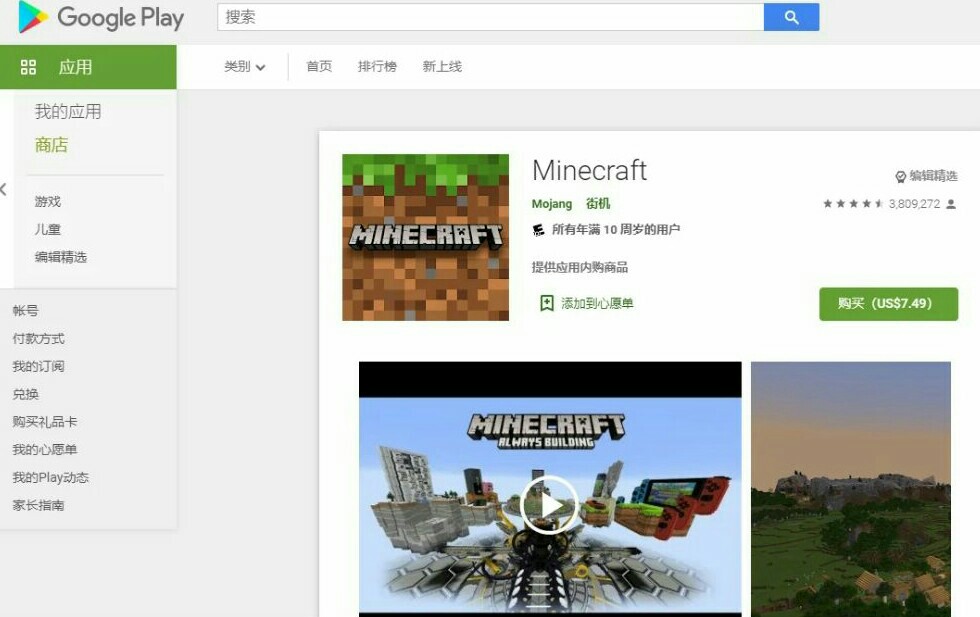 Google Play
搜索
应用
类别
首页
排行榜
新上线
我的应用
商店
游戏
儿童
编辑精选
帐号
付款方式
我的订阅
兑换
购买礼品卡
我的心愿单
我的Play动态
家长指南
MINECRAFT
Minecraft
编辑精选
Mojang 街机
3,809,272
所有年满 10 周岁的用户
提供应用内购商品
添加到心愿单
购买（US$7.49）
MINECRAFT
ALWAYS BUILDING